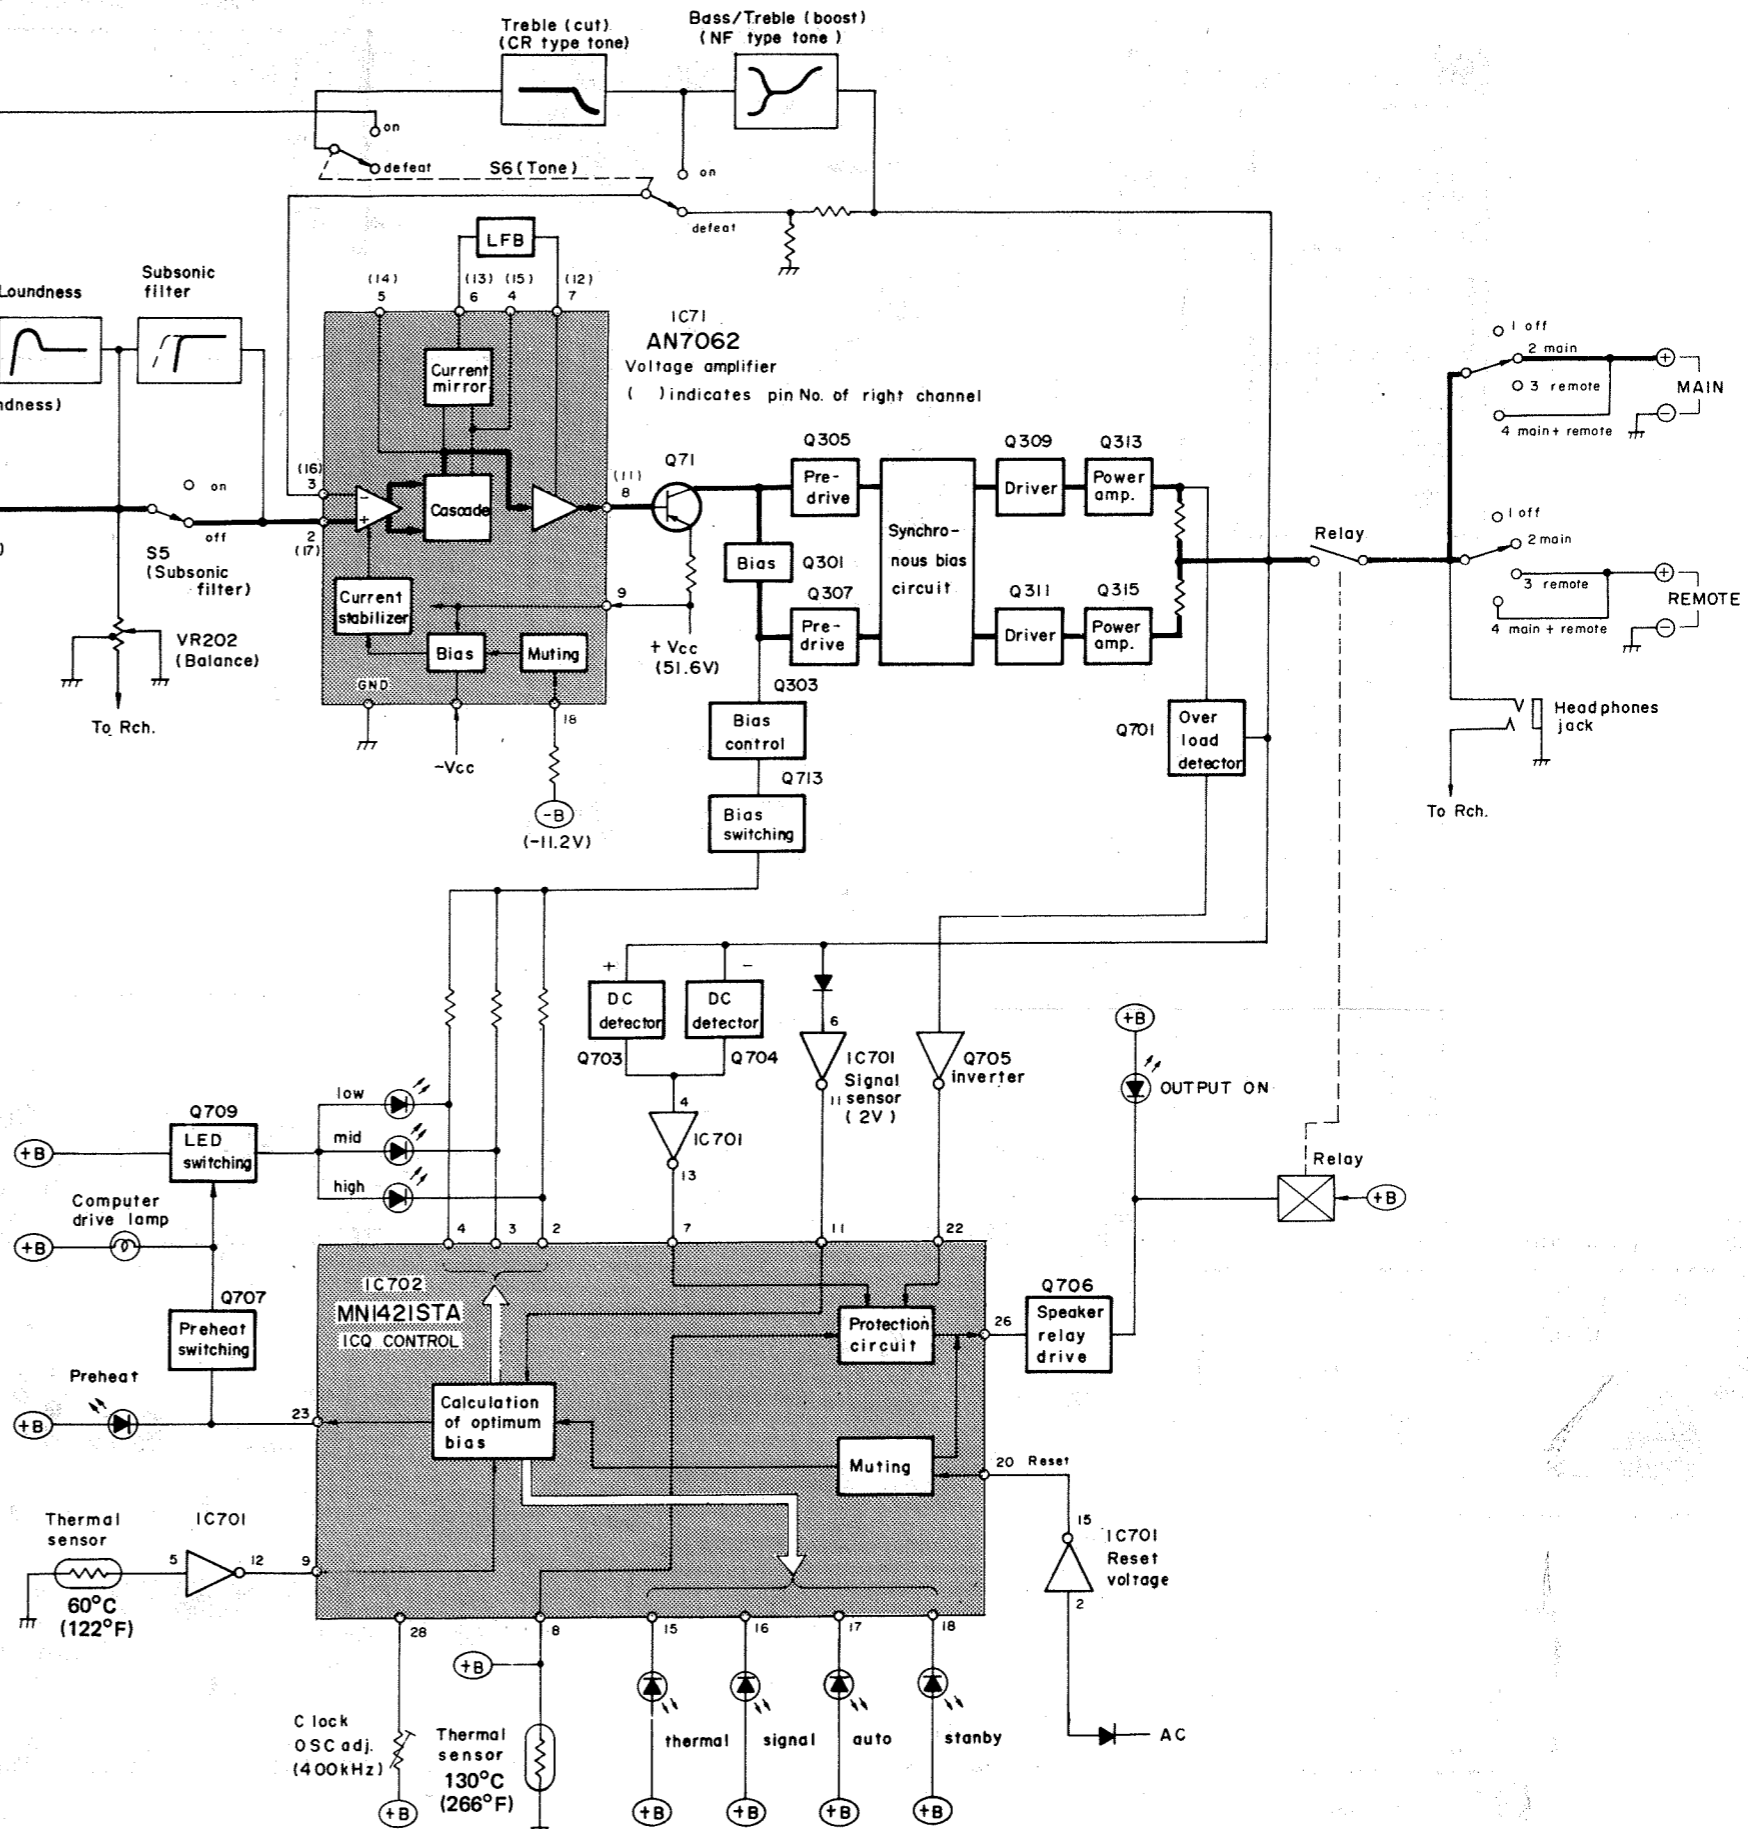 Treble (cut)
(CR type tone)
Bass/Treble (boost)
(NF type tone)
on
defeat
S6 (Tone)
on
defeat
LFB
Loundness
Subsonic
filter
(14)
5
(13)
6
(15)
4
(12)
7
IC71
AN7062
Voltage amplifier
( ) indicates pin No. of right channel
Current
mirror
ndness)
on
off
S5
(Subsonic
filter)
(16)
3
2
(17)
−
+
Cascade
(11)
8
Q71
Current
stabilizer
Bias
Muting
9
+Vcc
(51.6V)
GND
18
-Vcc
-B
(-11.2V)
VR202
(Balance)
To Rch.
Q305
Pre-
drive
Bias
Q301
Q307
Pre-
drive
Synchro-
nous bias
circuit
Q309
Driver
Q313
Power
amp.
Q311
Driver
Q315
Power
amp.
Q303
Bias
control
Q713
Bias
switching
Q701
Over
load
detector
Relay
1 off
2 main
3 remote
4 main + remote
+
−
MAIN
1 off
2 main
3 remote
4 main + remote
+
−
REMOTE
Headphones
jack
To Rch.
+
DC
detector
Q703
−
DC
detector
Q704
4
IC701
13
6
IC701
Signal
sensor
(2V)
11
Q705
inverter
+B
OUTPUT ON
Relay
+B
Q709
LED
switching
+B
low
mid
high
Computer
drive lamp
+B
Q707
Preheat
switching
Preheat
+B
4
3
2
7
11
22
IC702
MN1421STA
ICQ CONTROL
Protection
circuit
26
Q706
Speaker
relay
drive
23
Calculation
of optimum
bias
Muting
20 Reset
15
IC701
Reset
voltage
2
AC
Thermal
sensor
60°C
(122°F)
5
IC701
12
9
28
8
15
16
17
18
+B
Clock
OSC adj.
(400kHz)
+B
Thermal
sensor
130°C
(266°F)
thermal
signal
auto
stanby
+B
+B
+B
+B